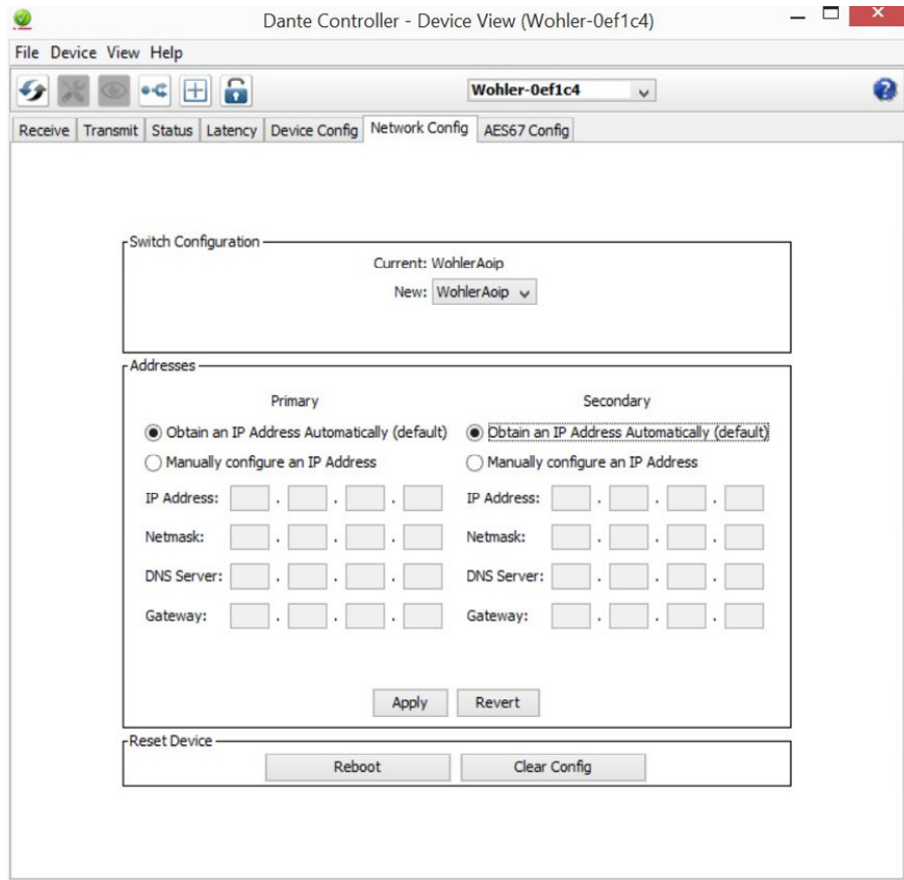 Dante Controller - Device View (Wohler-0ef1c4)
File Device View Help
Wohler-0ef1c4
Receive Transmit Status Latency Device Config Network Config AES67 Config
Switch Configuration
Current: WohlerAoip
New: WohlerAoip
Addresses
Primary Secondary
Obtain an IP Address Automatically (default) Obtain an IP Address Automatically (default)
Manually configure an IP Address Manually configure an IP Address
IP Address: . . . IP Address: . . .
Netmask: . . . Netmask: . . .
DNS Server: . . . DNS Server: . . .
Gateway: . . . Gateway: . . .
Apply Revert
Reset Device
Reboot Clear Config